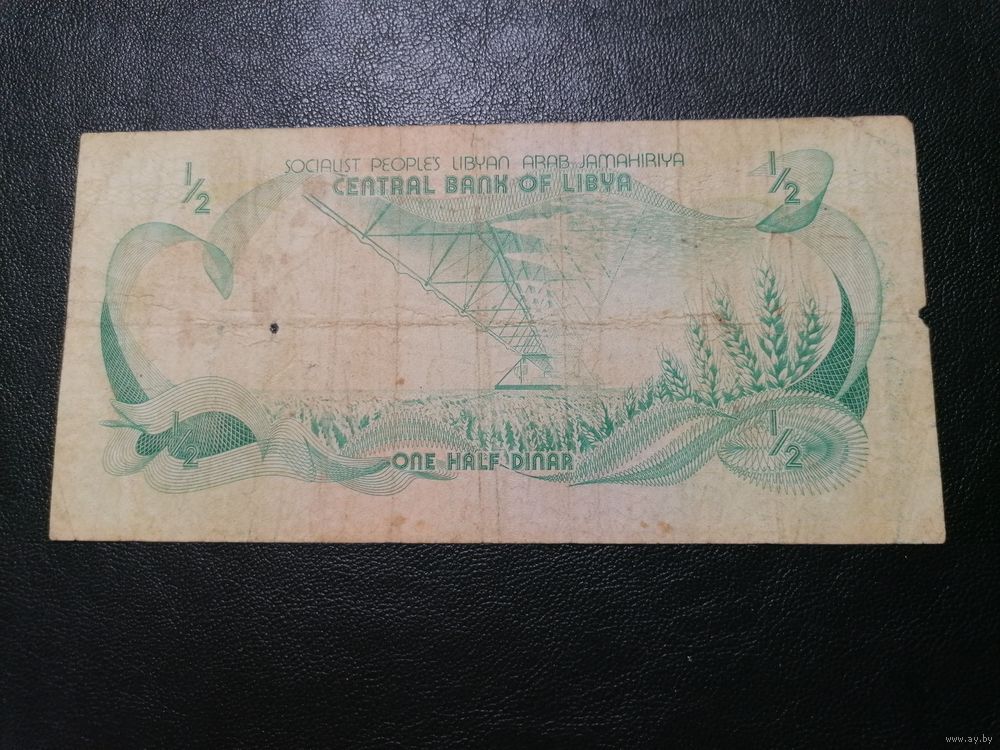 SOCIALIST PEOPLE'S LIBYAN ARAB JAMAHIRIYA
CENTRAL BANK OF LIBYA
1/2
1/2
1/2
1/2
ONE HALF DINAR
www.ay.by